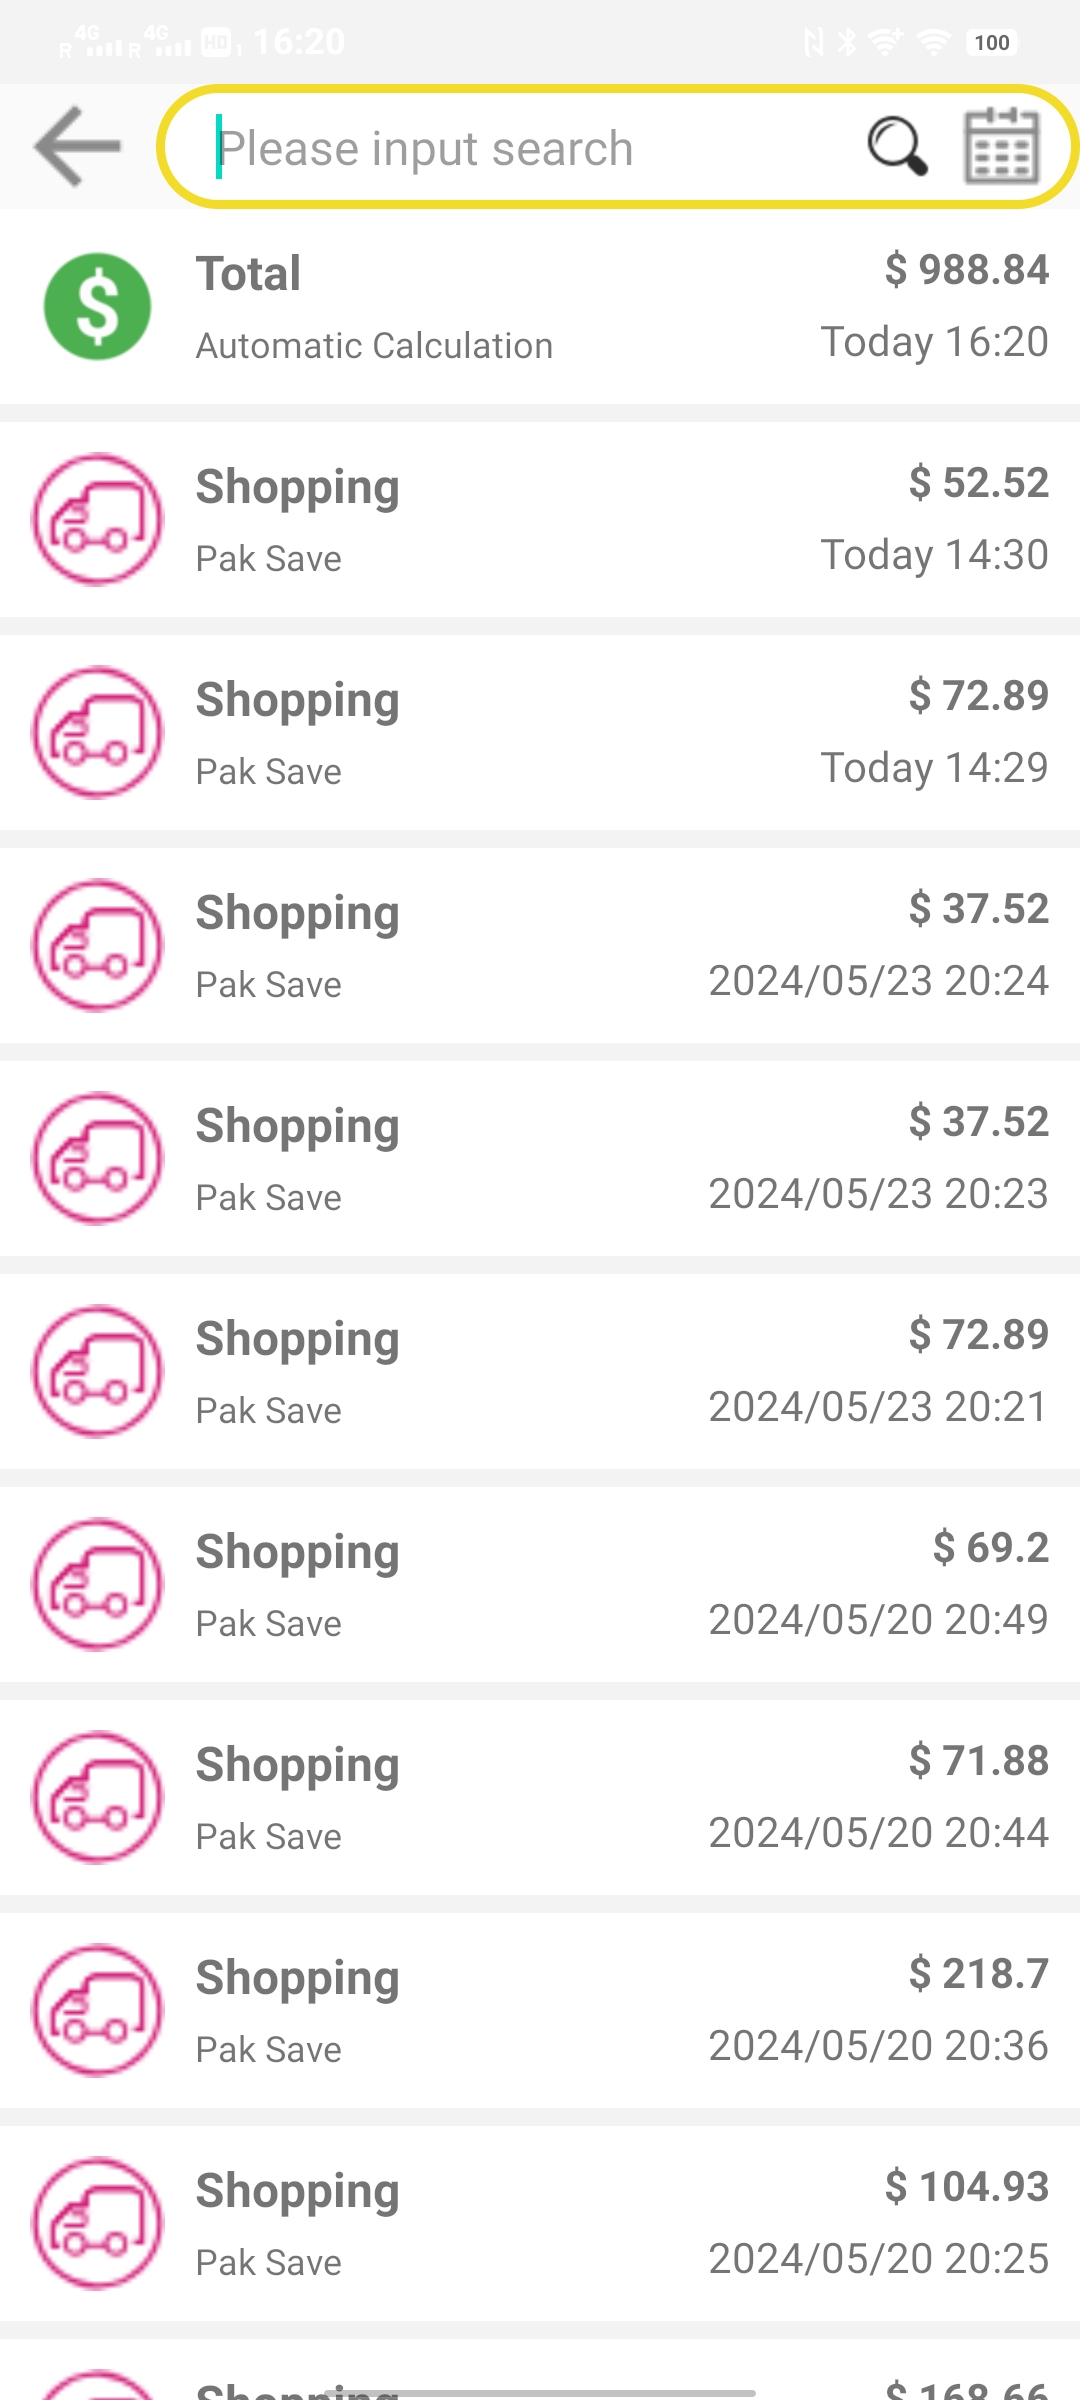 R 4G R 4G HD 1 16:20 100
Please input search
Total $ 988.84
Automatic Calculation Today 16:20
Shopping $ 52.52
Pak Save Today 14:30
Shopping $ 72.89
Pak Save Today 14:29
Shopping $ 37.52
Pak Save 2024/05/23 20:24
Shopping $ 37.52
Pak Save 2024/05/23 20:23
Shopping $ 72.89
Pak Save 2024/05/23 20:21
Shopping $ 69.2
Pak Save 2024/05/20 20:49
Shopping $ 71.88
Pak Save 2024/05/20 20:44
Shopping $ 218.7
Pak Save 2024/05/20 20:36
Shopping $ 104.93
Pak Save 2024/05/20 20:25
Shopping $ 168.66